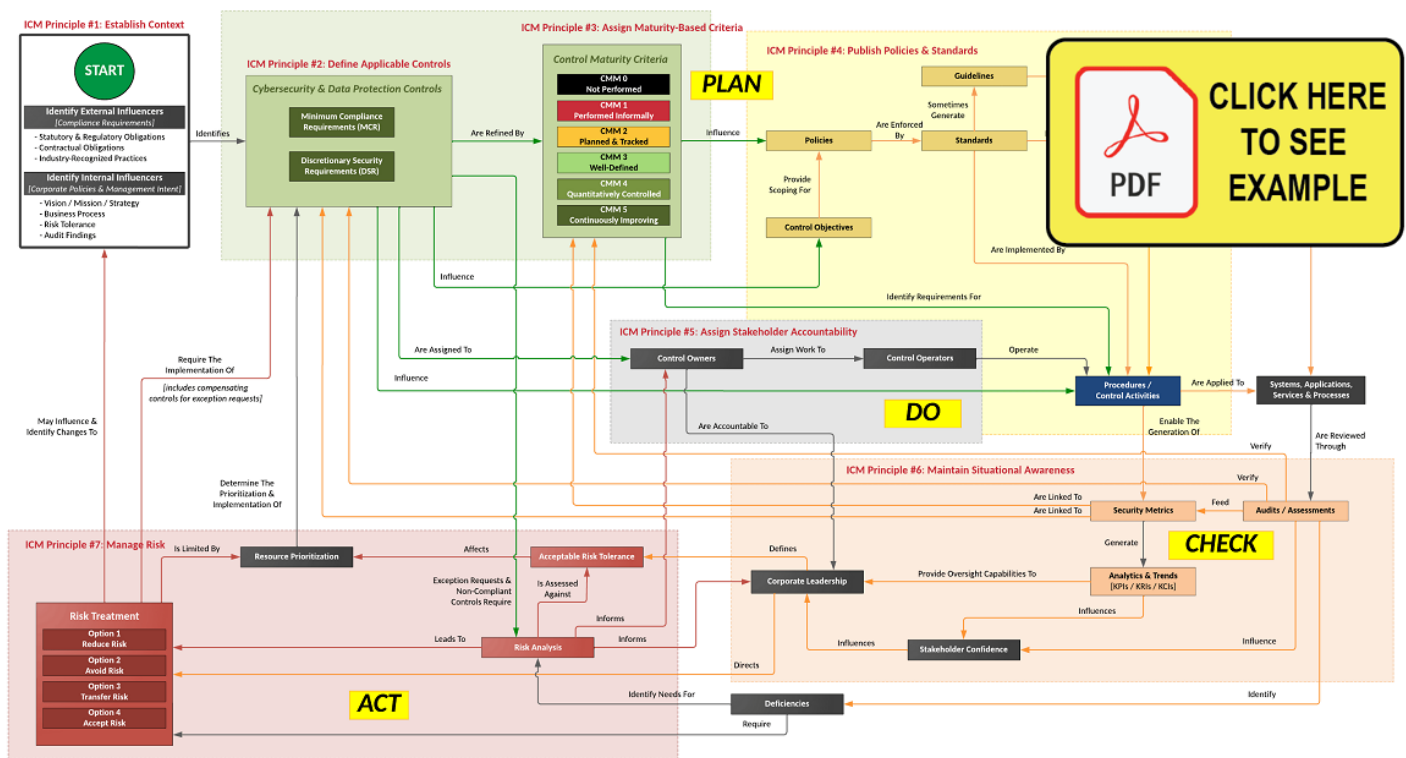 ICM Principle #1: Establish Context
START
Identify External Influencers
[Compliance Requirements]
- Statutory & Regulatory Obligations
- Contractual Obligations
- Industry-Recognized Practices
Identify Internal Influencers
[Corporate Policies & Management Intent]
- Vision / Mission / Strategy
- Business Process
- Risk Tolerance
- Audit Findings
Identifies
ICM Principle #2: Define Applicable Controls
Cybersecurity & Data Protection Controls
Minimum Compliance
Requirements (MCR)
Discretionary Security
Requirements (DSR)
Are Refined By
ICM Principle #3: Assign Maturity-Based Criteria
Control Maturity Criteria
CMM 0
Not Performed
CMM 1
Performed Informally
CMM 2
Planned & Tracked
CMM 3
Well-Defined
CMM 4
Quantitatively Controlled
CMM 5
Continuously Improving
PLAN
Influence
ICM Principle #4: Publish Policies & Standards
Guidelines
Sometimes
Generate
Policies
Are Enforced
By
Standards
Provide
Scoping For
Control Objectives
Are Implemented By
PDF
CLICK HERE
TO SEE
EXAMPLE
Influence
Identify Requirements For
ICM Principle #5: Assign Stakeholder Accountability
Are Assigned To
Control Owners
Assign Work To
Control Operators
Operate
Influence
DO
Procedures /
Control Activities
Are Applied To
Systems, Applications,
Services & Processes
Are Accountable To
Enable The
Generation Of
Are Reviewed
Through
Require The
Implementation Of
[includes compensating
controls for exception requests]
May Influence &
Identify Changes To
Determine The
Prioritization &
Implementation Of
ICM Principle #6: Maintain Situational Awareness
Verify
Verify
Are Linked To
Are Linked To
Security Metrics
Feed
Audits / Assessments
Generate
CHECK
Defines
Corporate Leadership
Provide Oversight Capabilities To
Analytics & Trends
[KPIs / KRIs / KCIs]
Influences
Influences
Stakeholder Confidence
Influence
ICM Principle #7: Manage Risk
Is Limited By
Resource Prioritization
Affects
Acceptable Risk Tolerance
Exception Requests &
Non-Compliant
Controls Require
Is Assessed
Against
Informs
Informs
Risk Treatment
Option 1
Reduce Risk
Option 2
Avoid Risk
Option 3
Transfer Risk
Option 4
Accept Risk
Leads To
Risk Analysis
Directs
ACT
Identify Needs For
Deficiencies
Identify
Require